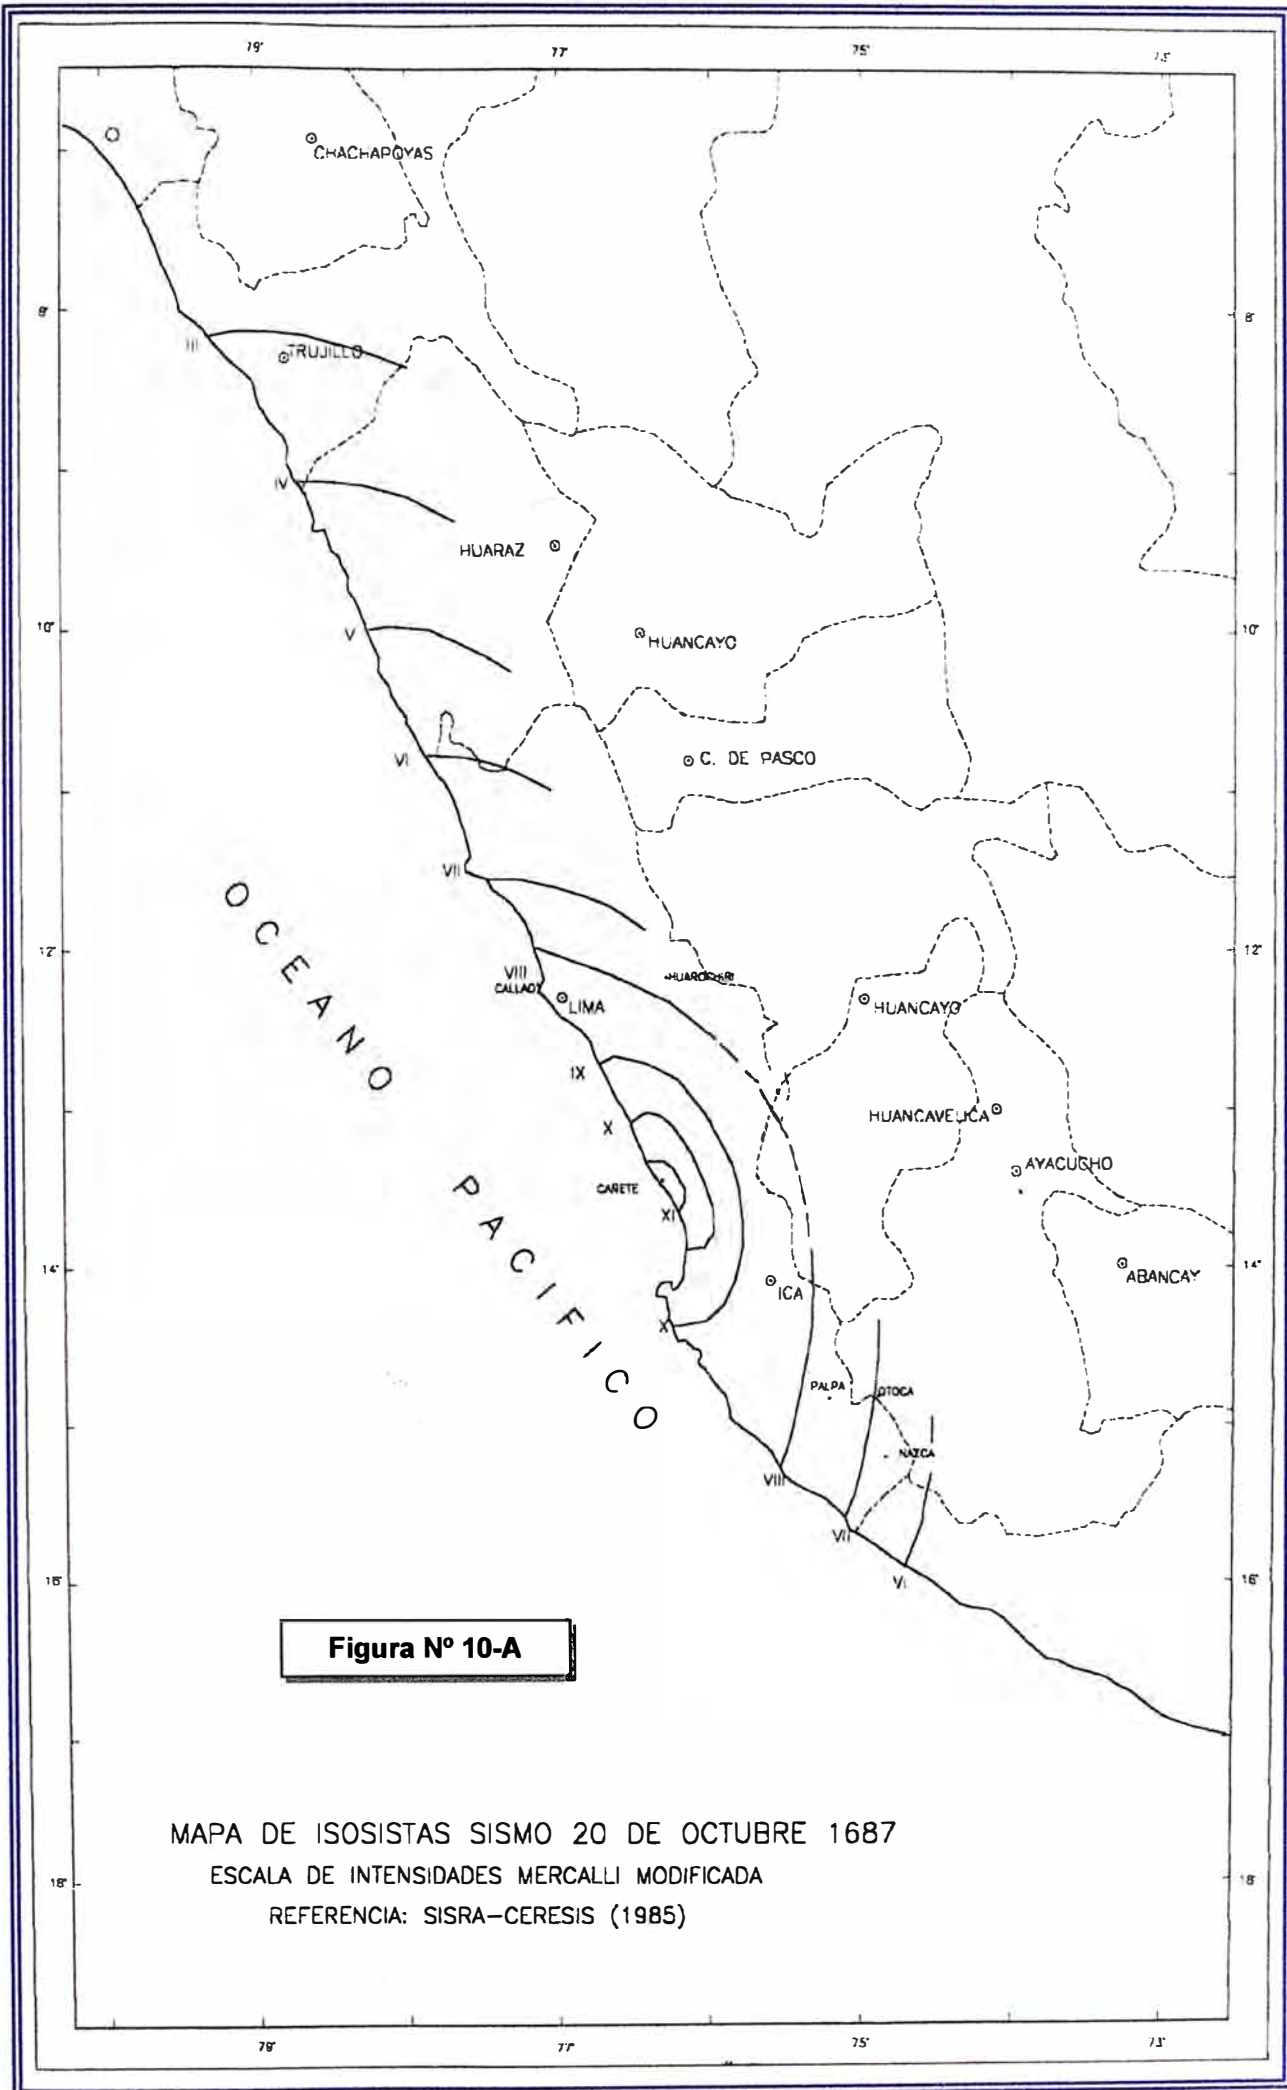 79° 77° 75° 73°
CHACHAPOYAS
8° 8°
III
TRUJILLO
IV
HUARAZ
10° 10°
V
HUANCAYO
VI
C. DE PASCO
VII
12° 12°
VIII
CALLAO
LIMA
HUAROCHIRI
HUANCAYO
IX
X
HUANCAVELICA
AYACUCHO
CAÑETE
XI
14° 14°
ICA
ABANCAY
X
OCEANO PACIFICO
PALPA
OTOCA
NAZCA
VIII
VII
VI
16°
Figura Nº 10-A
MAPA DE ISOSISTAS SISMO 20 DE OCTUBRE 1687
ESCALA DE INTENSIDADES MERCALLI MODIFICADA
18° 18°
REFERENCIA: SISRA-CERESIS (1985)
79° 77° 75° 73°